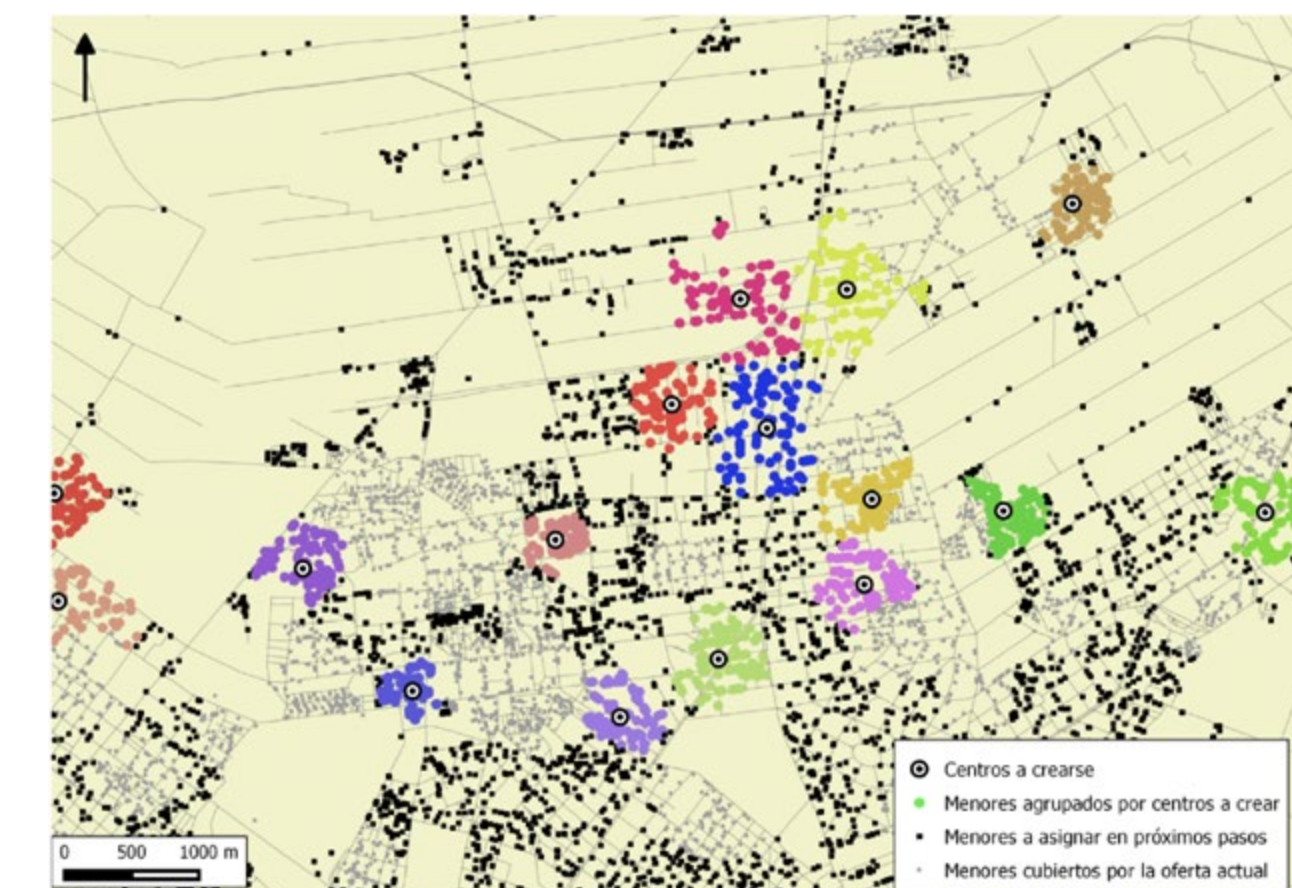 Centros a crearse
Menores agrupados por centros a crear
Menores a asignar en próximos pasos
Menores cubiertos por la oferta actual
0 500 1000 m